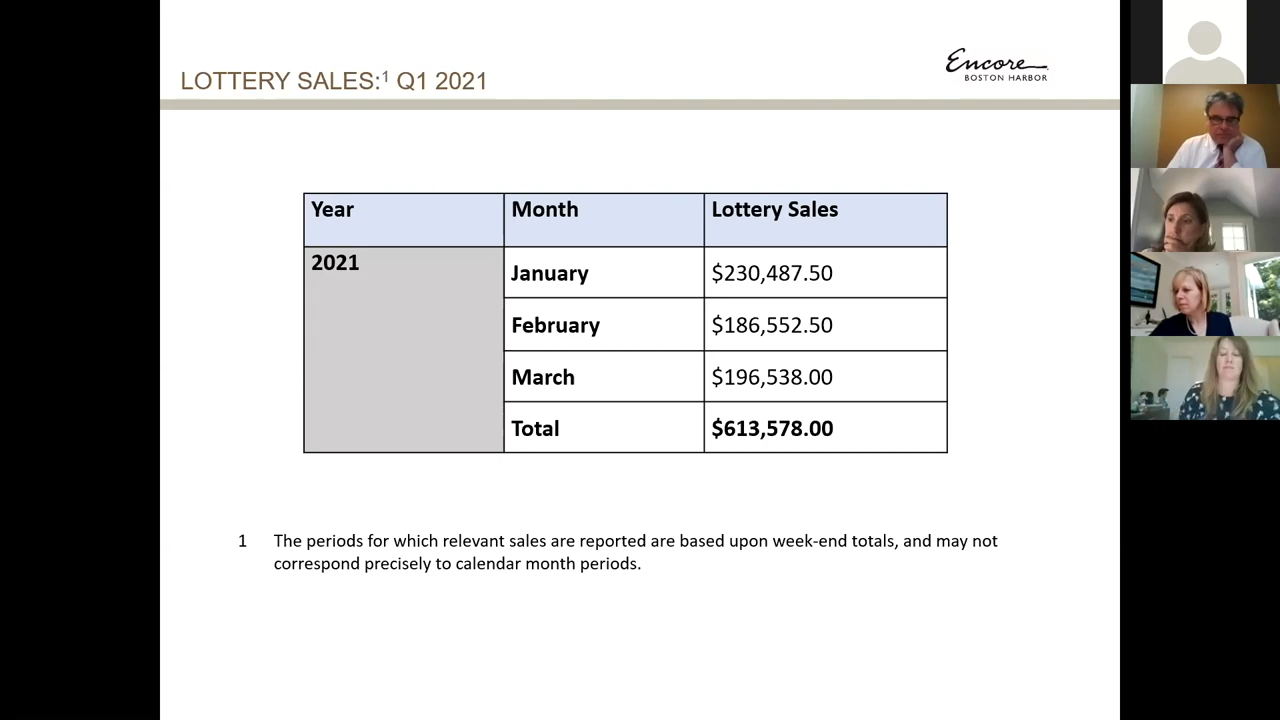 Encore
BOSTON HARBOR
LOTTERY SALES:¹ Q1 2021
Year Month Lottery Sales
2021 January $230,487.50
February $186,552.50
March $196,538.00
Total $613,578.00
1 The periods for which relevant sales are reported are based upon week-end totals, and may not
correspond precisely to calendar month periods.